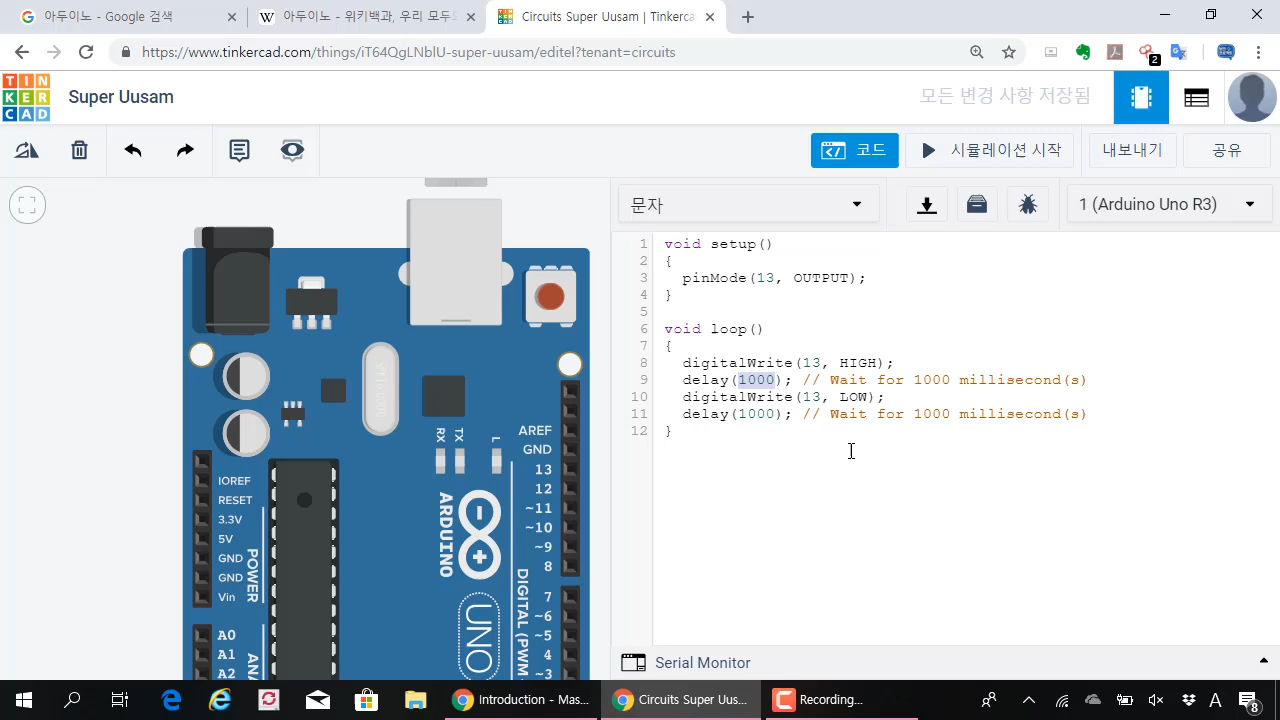 아두이노 - Google 검색
아두이노 - 위키백과, 우리 모두의
Circuits Super Uusam | Tinkerca
https://www.tinkercad.com/things/iT64QgLNblU-super-uusam/editel?tenant=circuits
2
TIN
KER
CAD
Super Uusam
모든 변경 사항 저장됨
코드
시뮬레이션 시작
내보내기
공유
문자
1 (Arduino Uno R3)
1 void setup()
2 {
3 pinMode(13, OUTPUT);
4 }
5
6 void loop()
7 {
8 digitalWrite(13, HIGH);
9 delay(1000); // Wait for 1000 millisecond(s)
10 digitalWrite(13, LOW);
11 delay(1000); // Wait for 1000 millisecond(s)
12 }
RX
TX
L
AREF
GND
13
12
~11
~10
~9
8
7
~6
~5
4
~3
DIGITAL (PWM
ARDUINO
UNO
IOREF
RESET
3.3V
5V
GND
GND
Vin
POWER
A0
A1
A2
ANA
Serial Monitor
Introduction - Mas...
Circuits Super Uus...
Recording...
A
8